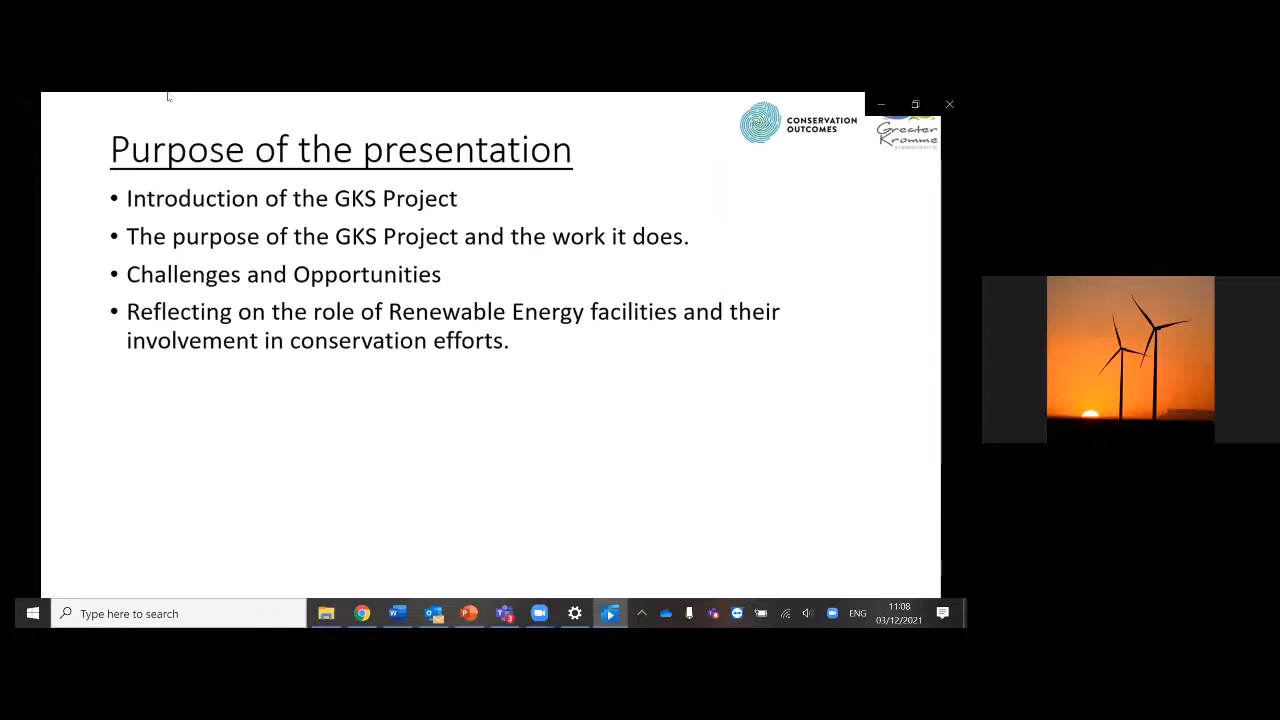 CONSERVATION
OUTCOMES
Greater
Kromme
Purpose of the presentation
• Introduction of the GKS Project
• The purpose of the GKS Project and the work it does.
• Challenges and Opportunities
• Reflecting on the role of Renewable Energy facilities and their
involvement in conservation efforts.
Type here to search
3
ENG
11:08
03/12/2021